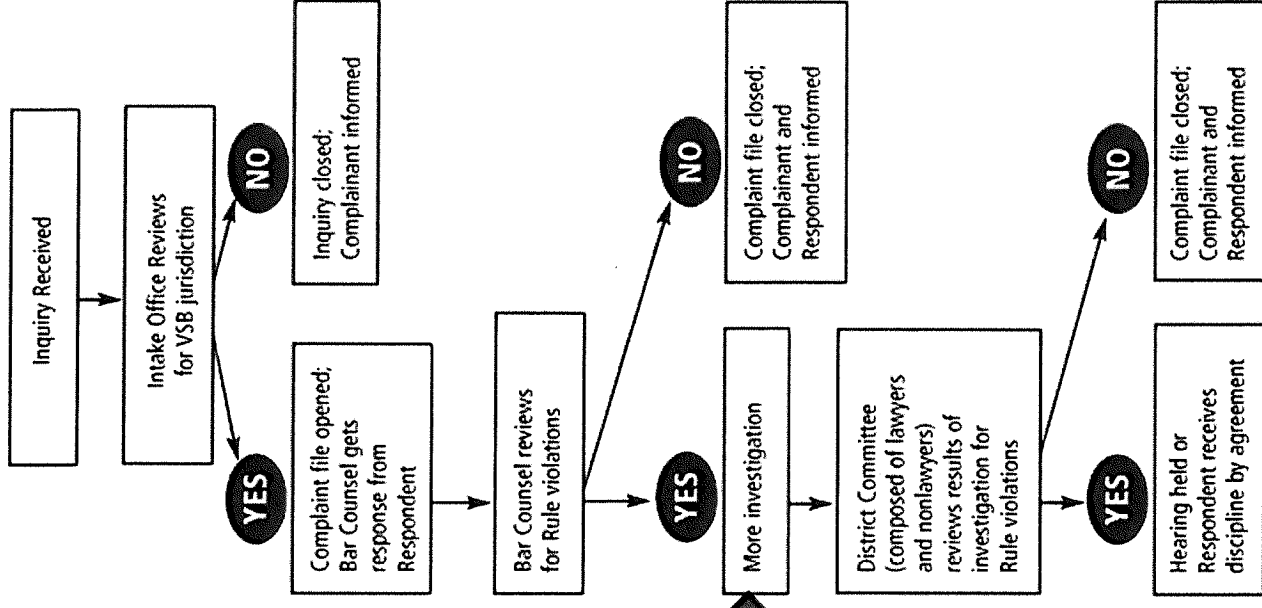 Inquiry Received
Intake Office Reviews
for VSB jurisdiction
YES
NO
Complaint file opened;
Bar Counsel gets
response from
Respondent
Inquiry closed;
Complainant informed
Bar Counsel reviews
for Rule violations
YES
NO
More investigation
Complaint file closed;
Complainant and
Respondent informed
District Committee
(composed of lawyers
and nonlawyers)
reviews results of
investigation for
Rule violations
YES
NO
Hearing held or
Respondent receives
discipline by agreement
Complaint file closed;
Complainant and
Respondent informed